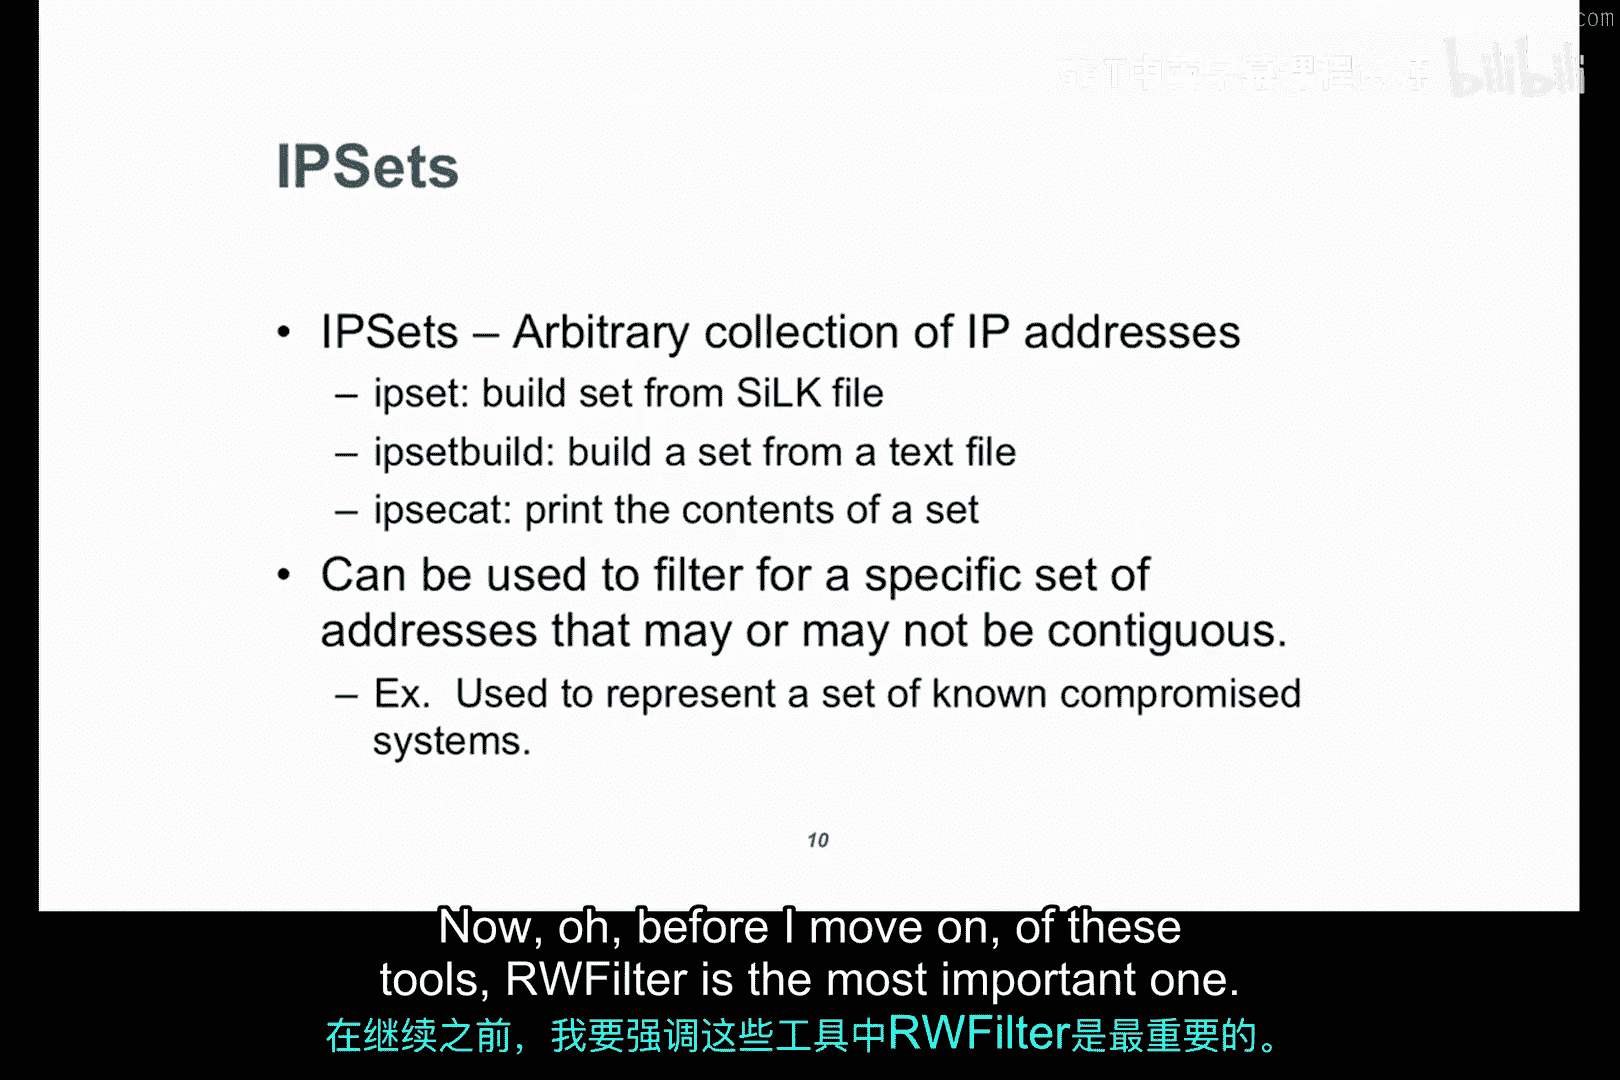 com
bilibili
IPSets
• IPSets – Arbitrary collection of IP addresses
– ipset: build set from SiLK file
– ipsetbuild: build a set from a text file
– ipsecat: print the contents of a set
• Can be used to filter for a specific set of
addresses that may or may not be contiguous.
– Ex. Used to represent a set of known compromised
systems.
10
Now, oh, before I move on, of these
tools, RWFilter is the most important one.
在继续之前，我要强调这些工具中RWFilter是最重要的。